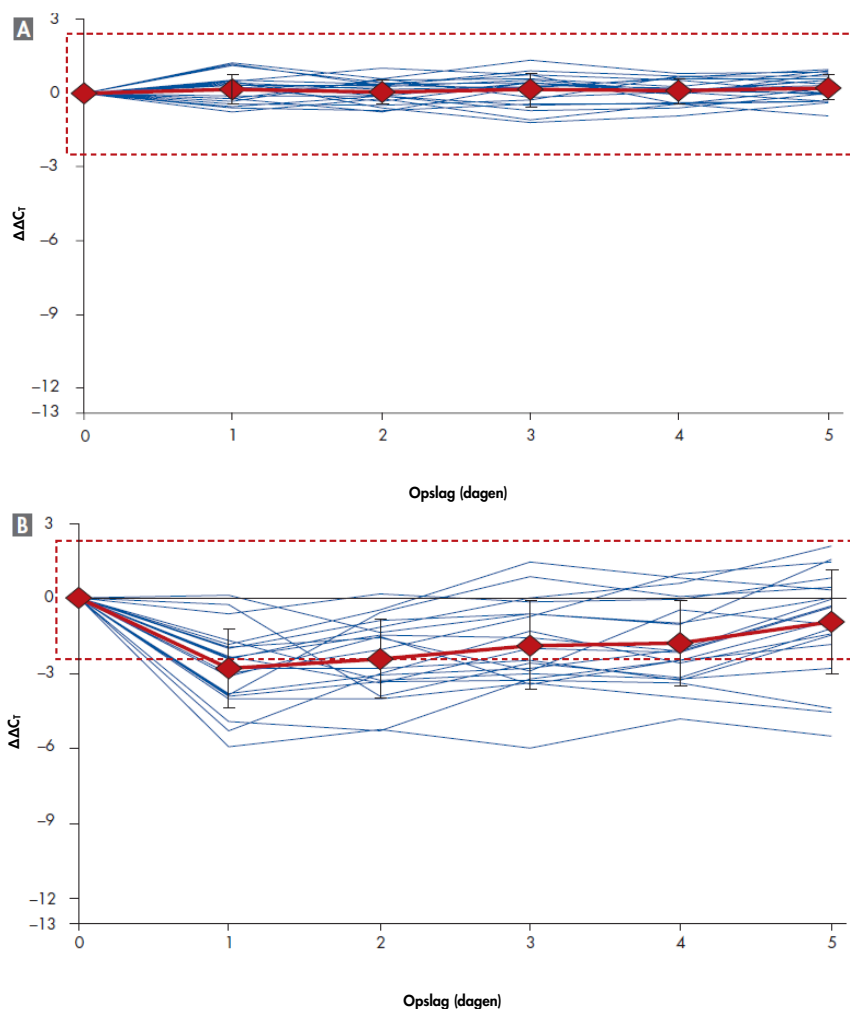 A
3
0
–3
–6
–9
–12
–13
ΔΔCT
0 1 2 3 4 5
Opslag (dagen)
B
3
0
–3
–6
–9
–12
–13
ΔΔCT
0 1 2 3 4 5
Opslag (dagen)